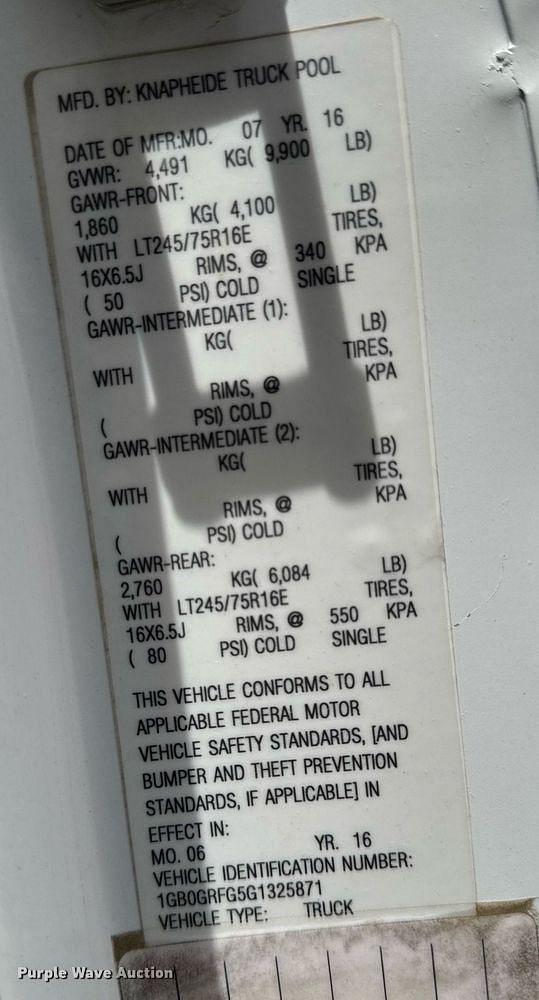 MFD. BY: KNAPHEIDE TRUCK POOL
DATE OF MFR:MO. 07 YR. 16
GVWR: 4,491 KG( 9,900 LB)
GAWR-FRONT:
1,860 KG( 4,100 LB)
WITH LT245/75R16E TIRES,
16X6.5J RIMS, @ 340 KPA
( 50 PSI) COLD SINGLE
GAWR-INTERMEDIATE (1):
KG( LB)
WITH TIRES,
RIMS, @ KPA
( PSI) COLD
GAWR-INTERMEDIATE (2):
KG( LB)
WITH TIRES,
RIMS, @ KPA
( PSI) COLD
GAWR-REAR:
2,760 KG( 6,084 LB)
WITH LT245/75R16E TIRES,
16X6.5J RIMS, @ 550 KPA
( 80 PSI) COLD SINGLE
THIS VEHICLE CONFORMS TO ALL
APPLICABLE FEDERAL MOTOR
VEHICLE SAFETY STANDARDS, [AND
BUMPER AND THEFT PREVENTION
STANDARDS, IF APPLICABLE] IN
EFFECT IN:
MO. 06 YR. 16
VEHICLE IDENTIFICATION NUMBER:
1GB0GRFG5G1325871
VEHICLE TYPE: TRUCK
Purple Wave Auction